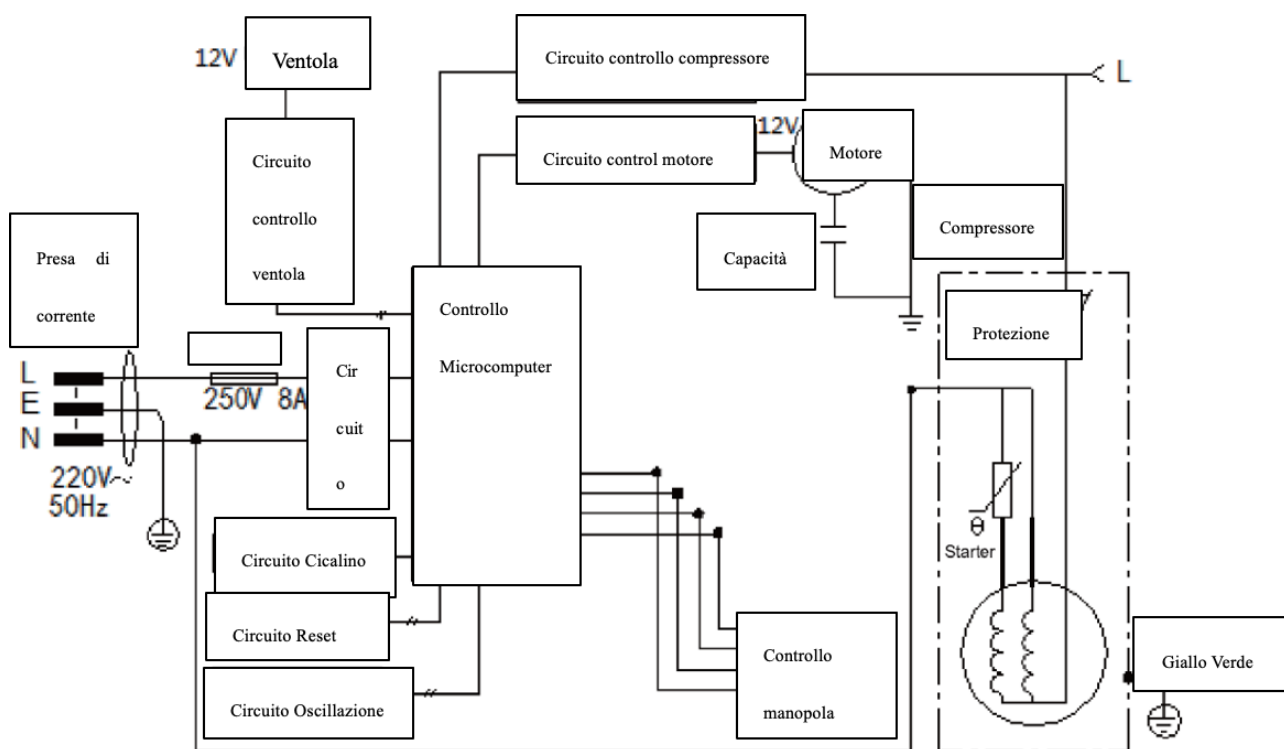 12V
Ventola
Circuito controllo compressore
L
Circuito
controllo
ventola
Circuito control motore
12V
Motore
Presa di
corrente
Capacità
Compressore
Controllo
Microcomputer
Protezione
L
E
N
250V 8A
Cir
cuit
o
220V~
50Hz
θ
Starter
Circuito Cicalino
Circuito Reset
Circuito Oscillazione
Controllo
manopola
Giallo Verde